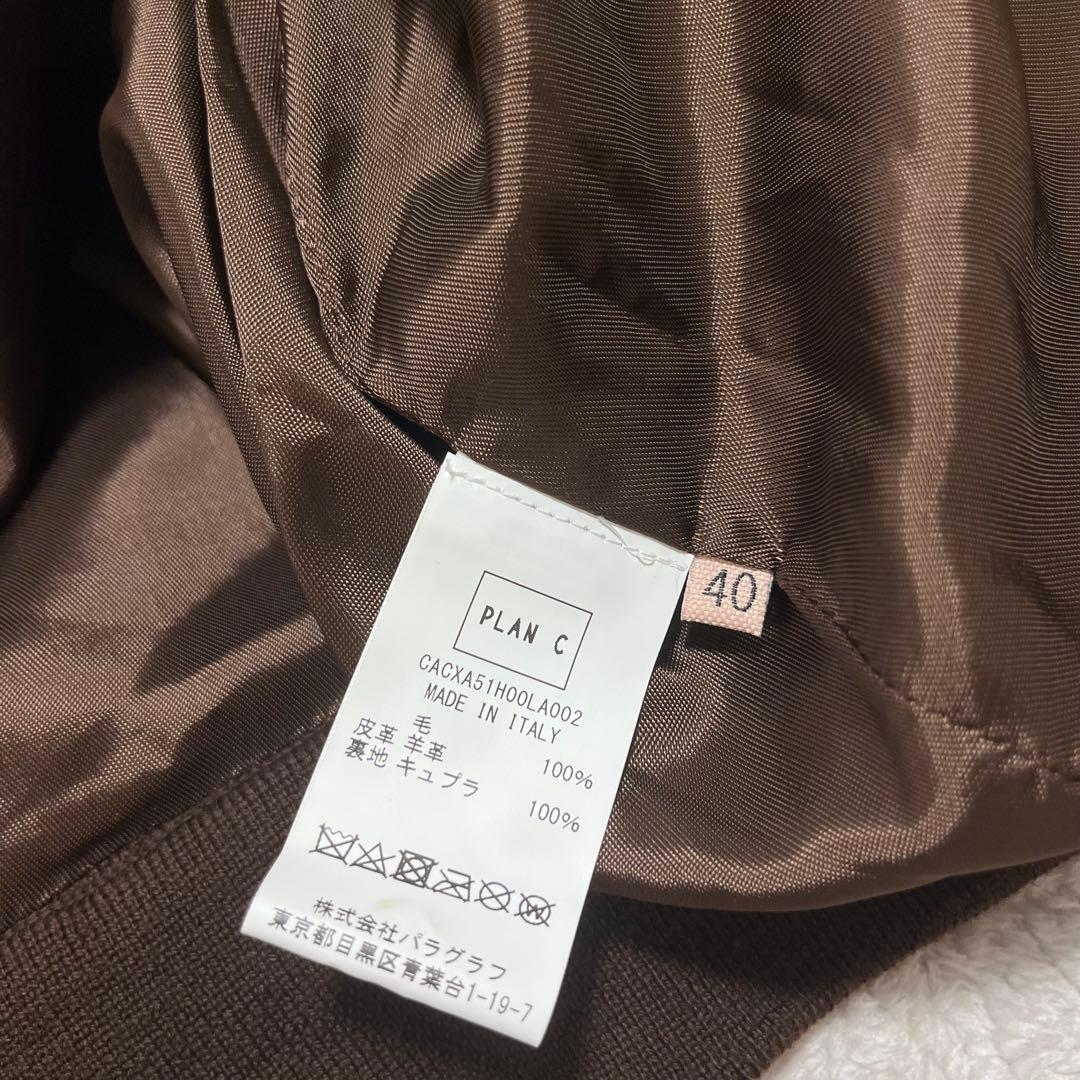 PLAN C
CACXA51H00LA002
MADE IN ITALY
毛 100%
皮革 羊革
裏地 キュプラ 100%
株式会社パラグラフ
東京都目黒区青葉台1-19-7
40